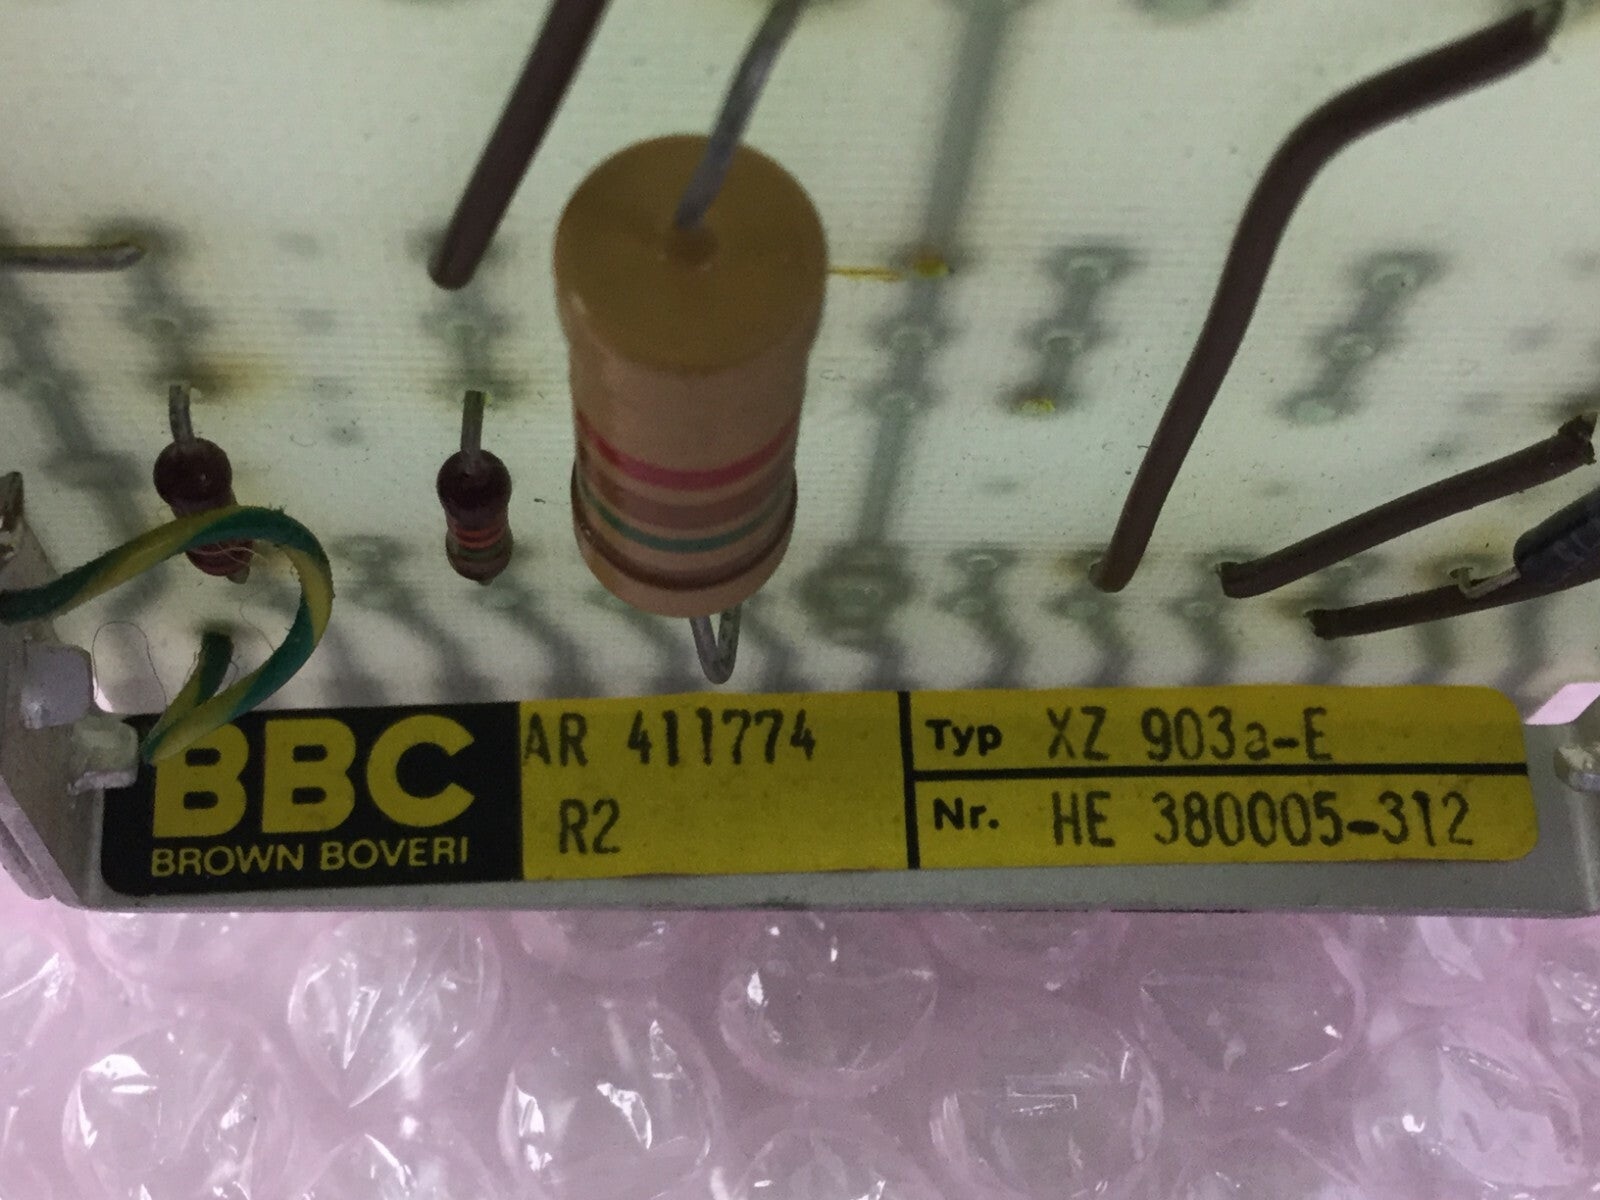 BBC
BROWN BOVERI
AR 411774
R2
Typ XZ 903a-E
Nr. HE 380005-312